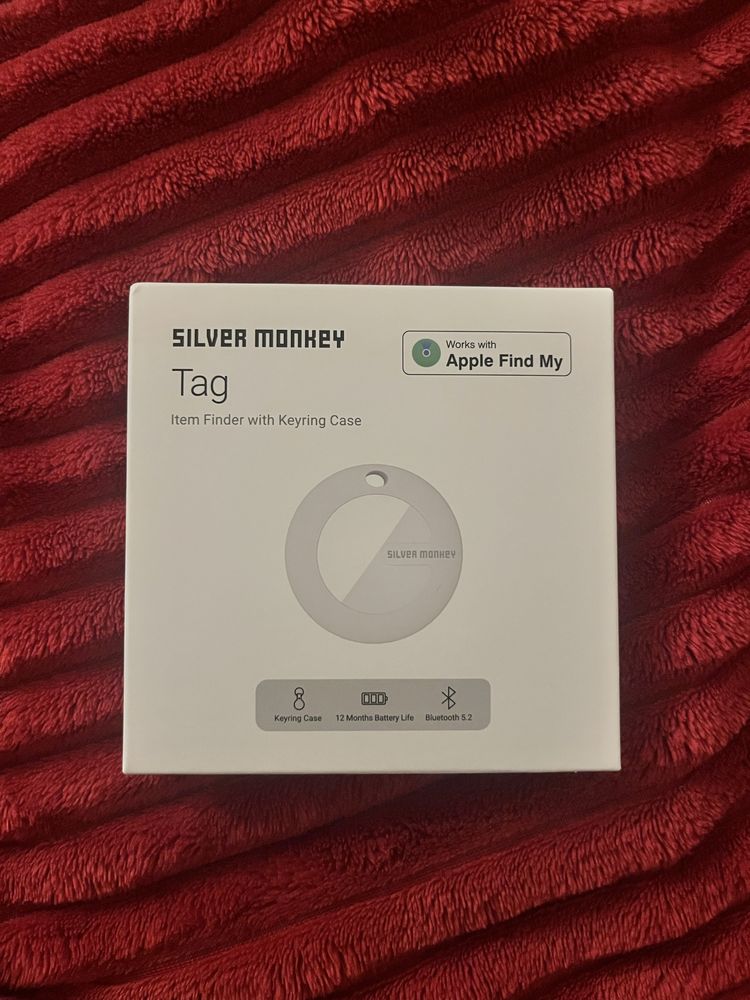 SILVER MONKEY
Works with
Apple Find My
Tag
Item Finder with Keyring Case
SILVER MONKEY
Keyring Case
12 Months Battery Life
Bluetooth 5.2